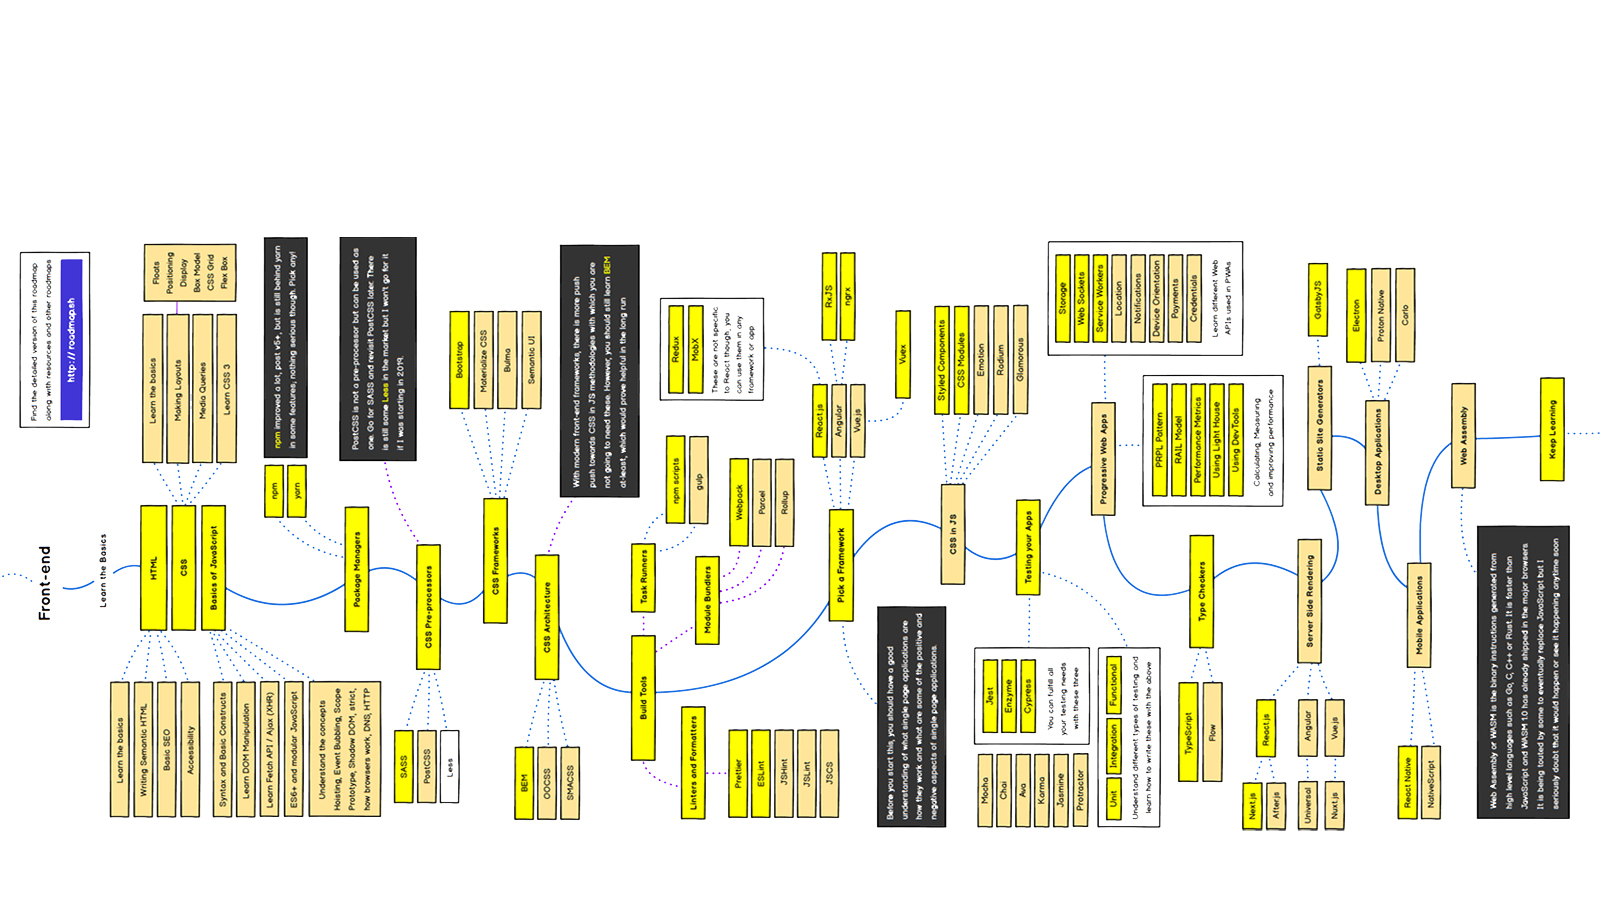 Front-end
Find the detailed version of this roadmap
along with resources and other roadmaps
http://roadmap.sh
Learn the Basics
HTML
CSS
Basics of JavaScript
Learn the basics
Writing Semantic HTML
Basic SEO
Accessibility
Learn the basics
Making Layouts
Media Queries
Learn CSS 3
Floats
Positioning
Display
Box Model
CSS Grid
Flex Box
Syntax and Basic Constructs
Learn DOM Manipulation
Learn Fetch API / Ajax (XHR)
ES6+ and modular JavaScript
Understand the concepts
Hoisting, Event Bubbling, Scope
Prototype, Shadow DOM, strict,
how browsers work, DNS, HTTP
Package Managers
npm
yarn
npm improved a lot, post v5+, but is still behind yarn
in some features, nothing serious though. Pick any!
CSS Pre-processors
SASS
PostCSS
Less
PostCSS is not a pre-processor but can be used as
one. Go for SASS and revisit PostCSS later. There
is still some Less in the market but I won't go for it
if I was starting in 2019.
CSS Frameworks
Bootstrap
Materialize CSS
Bulma
Semantic UI
CSS Architecture
BEM
OOCSS
SMACSS
With modern front-end frameworks, there is more push
push towards CSS in JS methodologies with which you are
not going to need these. However, you should still learn BEM
at-least, which would prove helpful in the long run
Build Tools
Task Runners
npm scripts
gulp
Module Bundlers
Webpack
Parcel
Rollup
Linters and Formatters
Prettier
ESLint
JSHint
JSLint
JSCS
Pick a Framework
React.js
Angular
Vue.js
Redux
MobX
These are not specific
to React though, you
can use them in any
framework or app
RxJS
ngrx
Vuex
Before you start this, you should have a good
understanding of what single page applications are
how they work and what are some of the positive and
negative aspects of single page applications.
CSS in JS
Styled Components
CSS Modules
Emotion
Radium
Glamorous
Testing your Apps
Jest
Enzyme
Cypress
You can fulfill all
your testing needs
with these three
Mocha
Chai
Ava
Karma
Jasmine
Protractor
Unit
Integration
Functional
Understand different types of testing and
learn how to write these with the above
Progressive Web Apps
Storage
Web Sockets
Service Workers
Location
Notifications
Device Orientation
Payments
Credentials
Learn different Web
APIs used in PWAs
PRPL Pattern
RAIL Model
Performance Metrics
Using Light House
Using DevTools
Calculating, Measuring
and improving performance
Type Checkers
TypeScript
Flow
Server Side Rendering
React.js
Angular
Vue.js
Next.js
After.js
Universal
Nuxt.js
Static Site Generators
GatsbyJS
Desktop Applications
Electron
Proton Native
Carlo
Mobile Applications
React Native
NativeScript
Web Assembly
Web Assembly or WASM is the binary instructions generated from
high level languages such as Go, C, C++ or Rust. It is faster than
JavaScript and WASM 1.0 has already shipped in the major browsers.
It is being touted by some to eventually replace JavaScript but I
seriously doubt that it would happen or see it happening anytime soon
Keep Learning